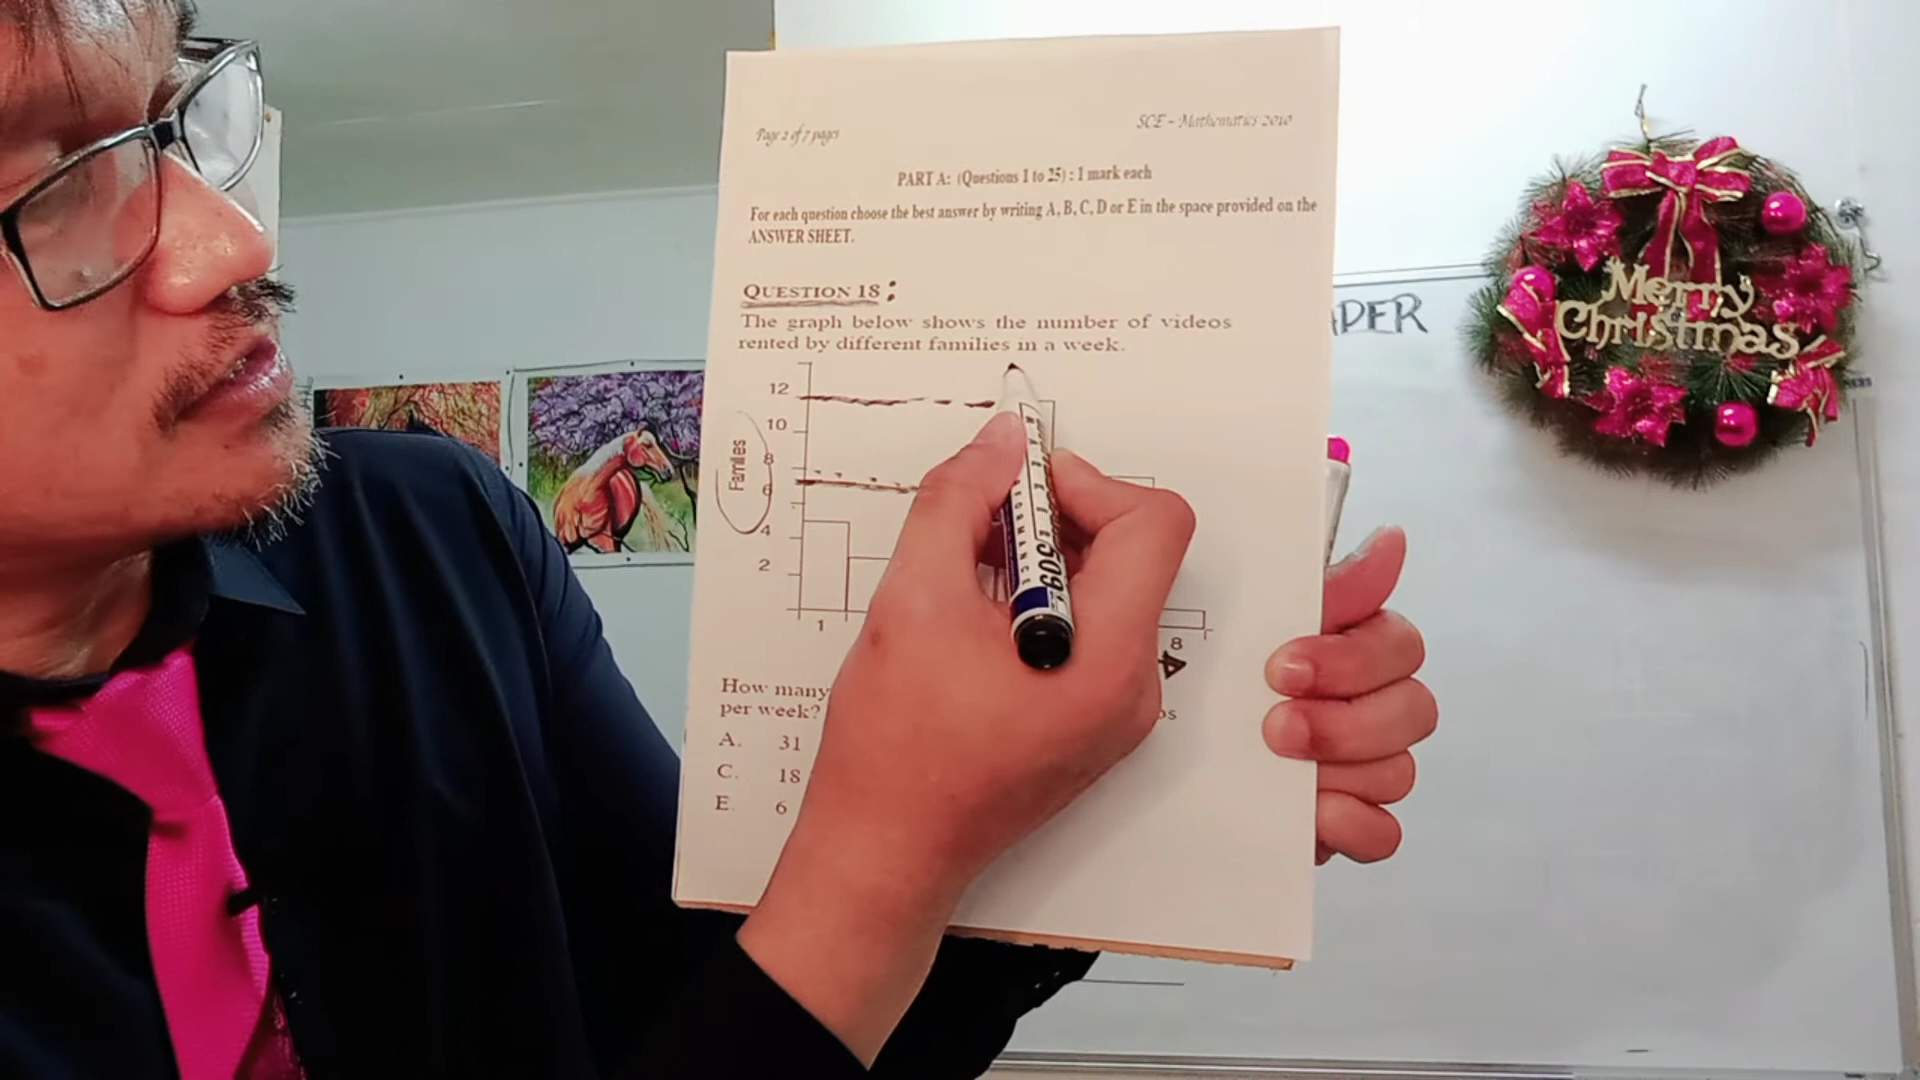 Page 2 of 7 pages
SCE - Mathematics 2016
PART A: (Questions 1 to 25) : 1 mark each
For each question choose the best answer by writing A, B, C, D or E in the space provided on the
ANSWER SHEET.
QUESTION 18:
The graph below shows the number of videos
rented by different families in a week.
12
10
8
6
4
2
Families
1
8
How many
per week?
A. 31
C. 18
E. 6
509
Merry
Christmas